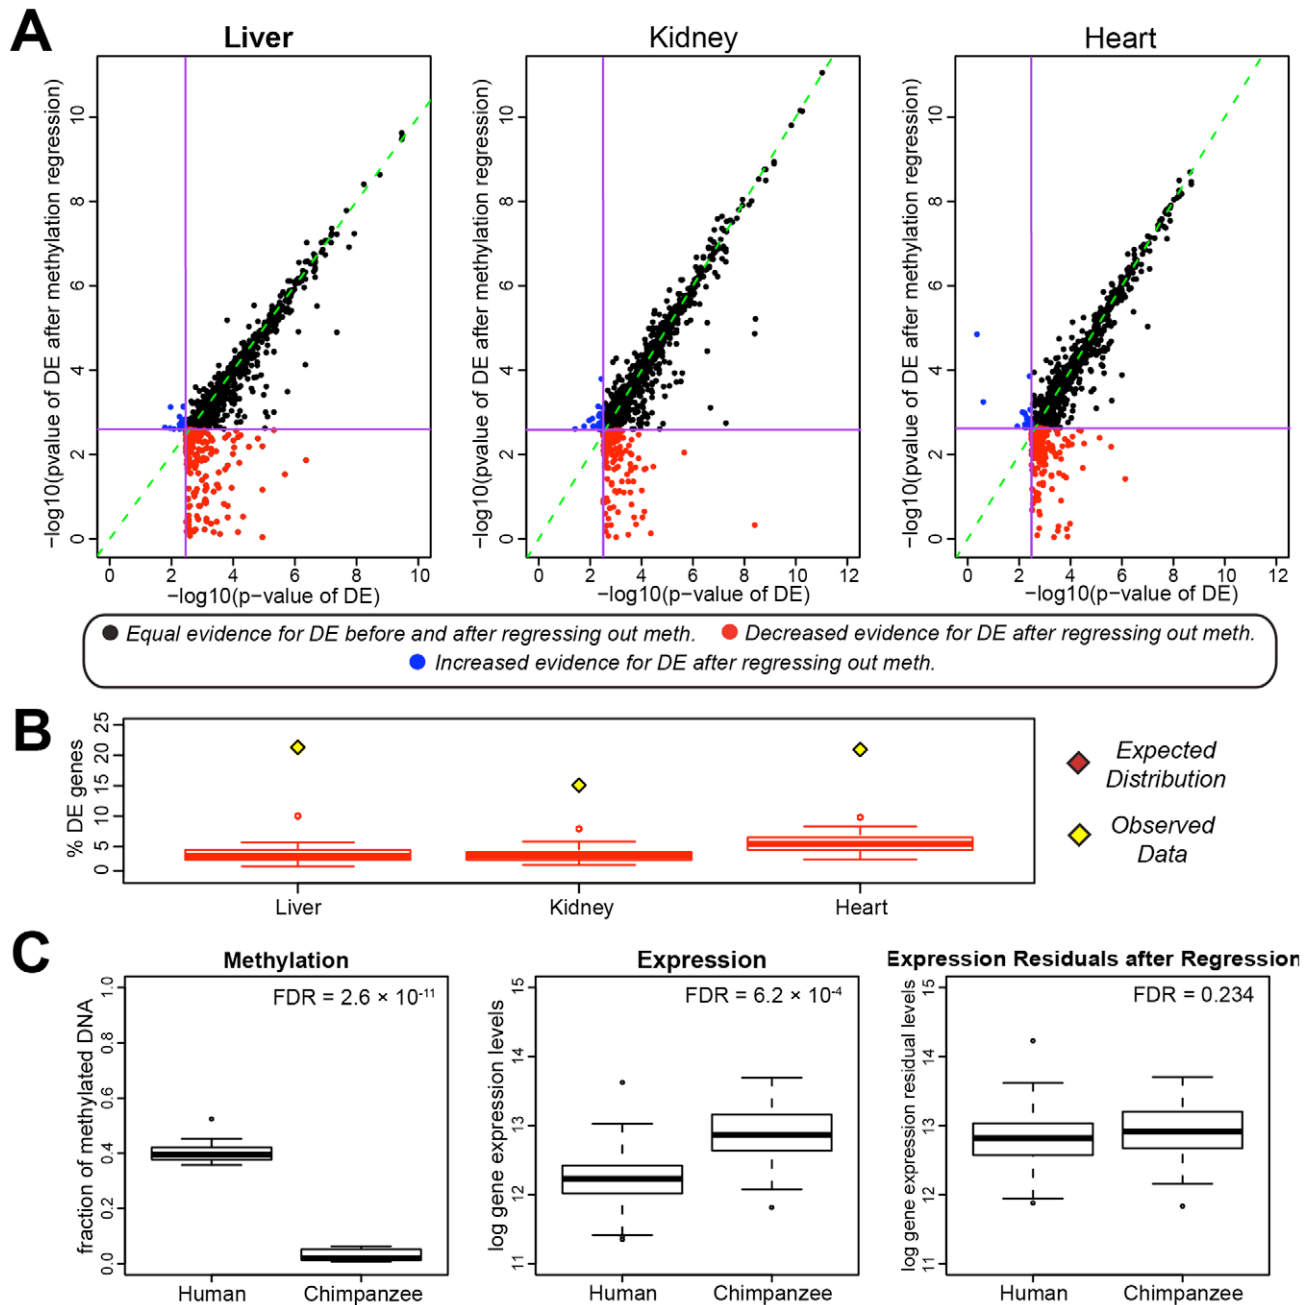 A
Liver
Kidney
Heart
−log10(pvalue of DE after methylation regression)
0 2 4 6 8 10
0 2 4 6 8 10
−log10(p−value of DE)
−log10(pvalue of DE after methylation regression)
0 2 4 6 8 10
0 2 4 6 8 10 12
−log10(p−value of DE)
−log10(pvalue of DE after methylation regression)
0 2 4 6 8 10
0 2 4 6 8 10 12
−log10(p−value of DE)
Equal evidence for DE before and after regressing out meth.
Decreased evidence for DE after regressing out meth.
Increased evidence for DE after regressing out meth.
B
% DE genes
0 5 10 15 20 25
Liver
Kidney
Heart
Expected
Distribution
Observed
Data
C
Methylation
FDR = 2.6 × 10-11
fraction of methylated DNA
0.0 0.2 0.4 0.6 0.8 1.0
Human
Chimpanzee
Expression
FDR = 6.2 × 10-4
log gene expression levels
11 12 13 14 15
Human
Chimpanzee
Expression Residuals after Regression
FDR = 0.234
log gene expression residual levels
11 12 13 14 15
Human
Chimpanzee